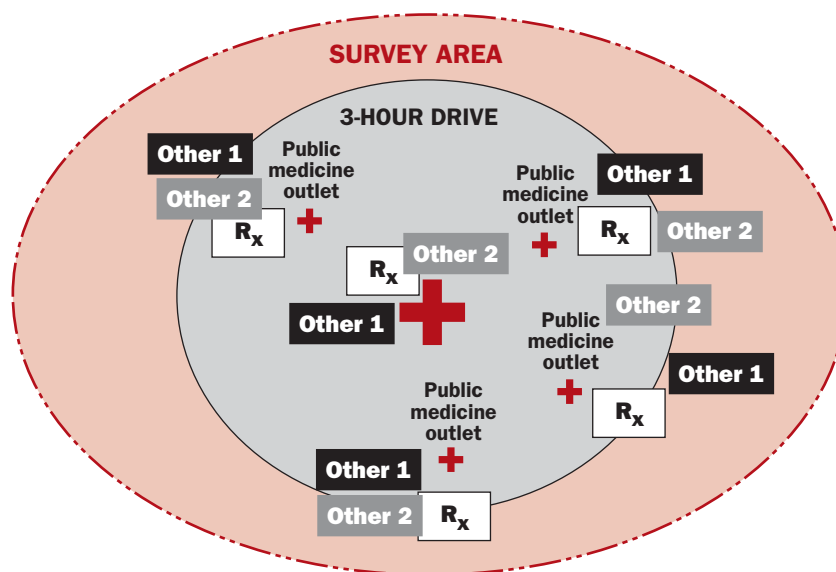 SURVEY AREA
3-HOUR DRIVE
Other 1
Other 2
Rx
Public
medicine
outlet
Rx
Other 2
Other 1
Public
medicine
outlet
Other 1
Rx
Other 2
Other 2
Public
medicine
outlet
Other 1
Rx
Public
medicine
outlet
Other 1
Other 2
Rx